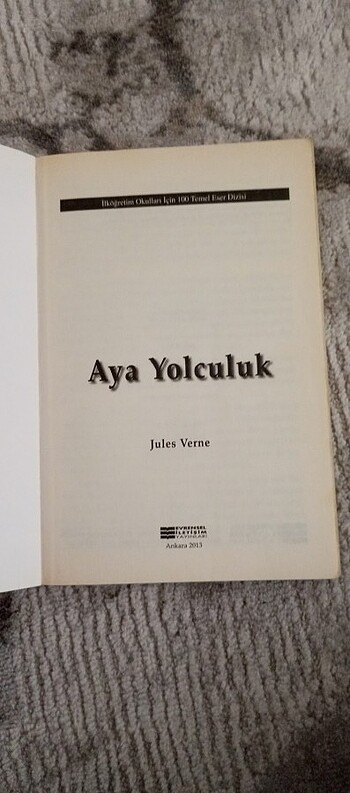 İlköğretim Okulları İçin 100 Temel Eser Dizisi
Aya Yolculuk
Jules Verne
EVRENSEL
İLETİŞİM
YAYINLARI
Ankara 2013